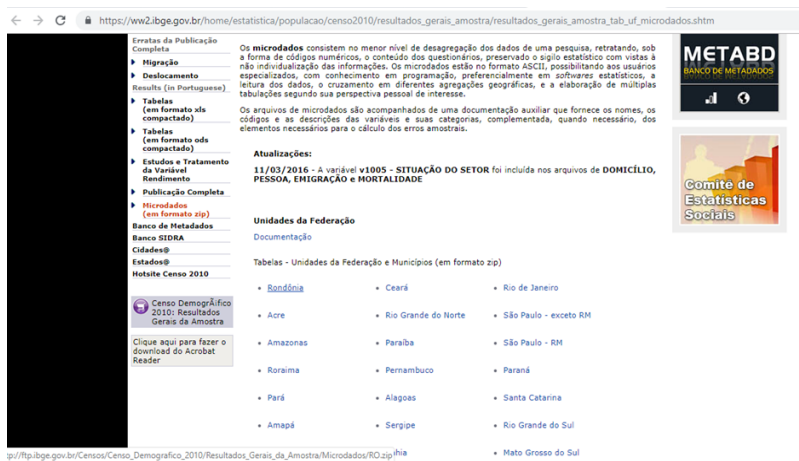 https://ww2.ibge.gov.br/home/estatistica/populacao/censo2010/resultados_gerais_amostra/resultados_gerais_amostra_tab_uf_microdados.shtm
Erratas da Publicação
Completa
Migração
Deslocamento
Results (in Portuguese)
Tabelas
(em formato xls
compactado)
Tabelas
(em formato ods
compactado)
Estudos e Tratamento
da Variável
Rendimento
Publicação Completa
Microdados
(em formato zip)
Banco de Metadados
Banco SIDRA
Cidades@
Estados@
Hotsite Censo 2010
Censo DemogrÃfico
2010: Resultados
Gerais da Amostra
Clique aqui para fazer o
download do Acrobat
Reader
Os microdados consistem no menor nível de desagregação dos dados de uma pesquisa, retratando, sob
a forma de códigos numéricos, o conteúdo dos questionários, preservado o sigilo estatístico com vistas à
não individualização das informações. Os microdados estão no formato ASCII, possibilitando aos usuários
especializados, com conhecimento em programação, preferencialmente em softwares estatísticos, a
leitura dos dados, o cruzamento em diferentes agregações geográficas, e a elaboração de múltiplas
tabulações segundo sua perspectiva pessoal de interesse.
Os arquivos de microdados são acompanhados de uma documentação auxiliar que fornece os nomes, os
códigos e as descrições das variáveis e suas categorias, complementada, quando necessário, dos
elementos necessários para o cálculo dos erros amostrais.
Atualizações:
11/03/2016 - A variável v1005 - SITUAÇÃO DO SETOR foi incluída nos arquivos de DOMICÍLIO,
PESSOA, EMIGRAÇÃO e MORTALIDADE
Unidades da Federação
Documentação
Tabelas - Unidades da Federação e Municípios (em formato zip)
Rondônia Ceará Rio de Janeiro
Acre Rio Grande do Norte São Paulo - exceto RM
Amazonas Paraíba São Paulo - RM
Roraima Pernambuco Paraná
Pará Alagoas Santa Catarina
Amapá Sergipe Rio Grande do Sul
hia Mato Grosso do Sul
METABD
BANCO DE METADADOS
Comitê de
Estatísticas
Sociais
tp://ftp.ibge.gov.br/Censos/Censo_Demografico_2010/Resultados_Gerais_da_Amostra/Microdados/RO.zip